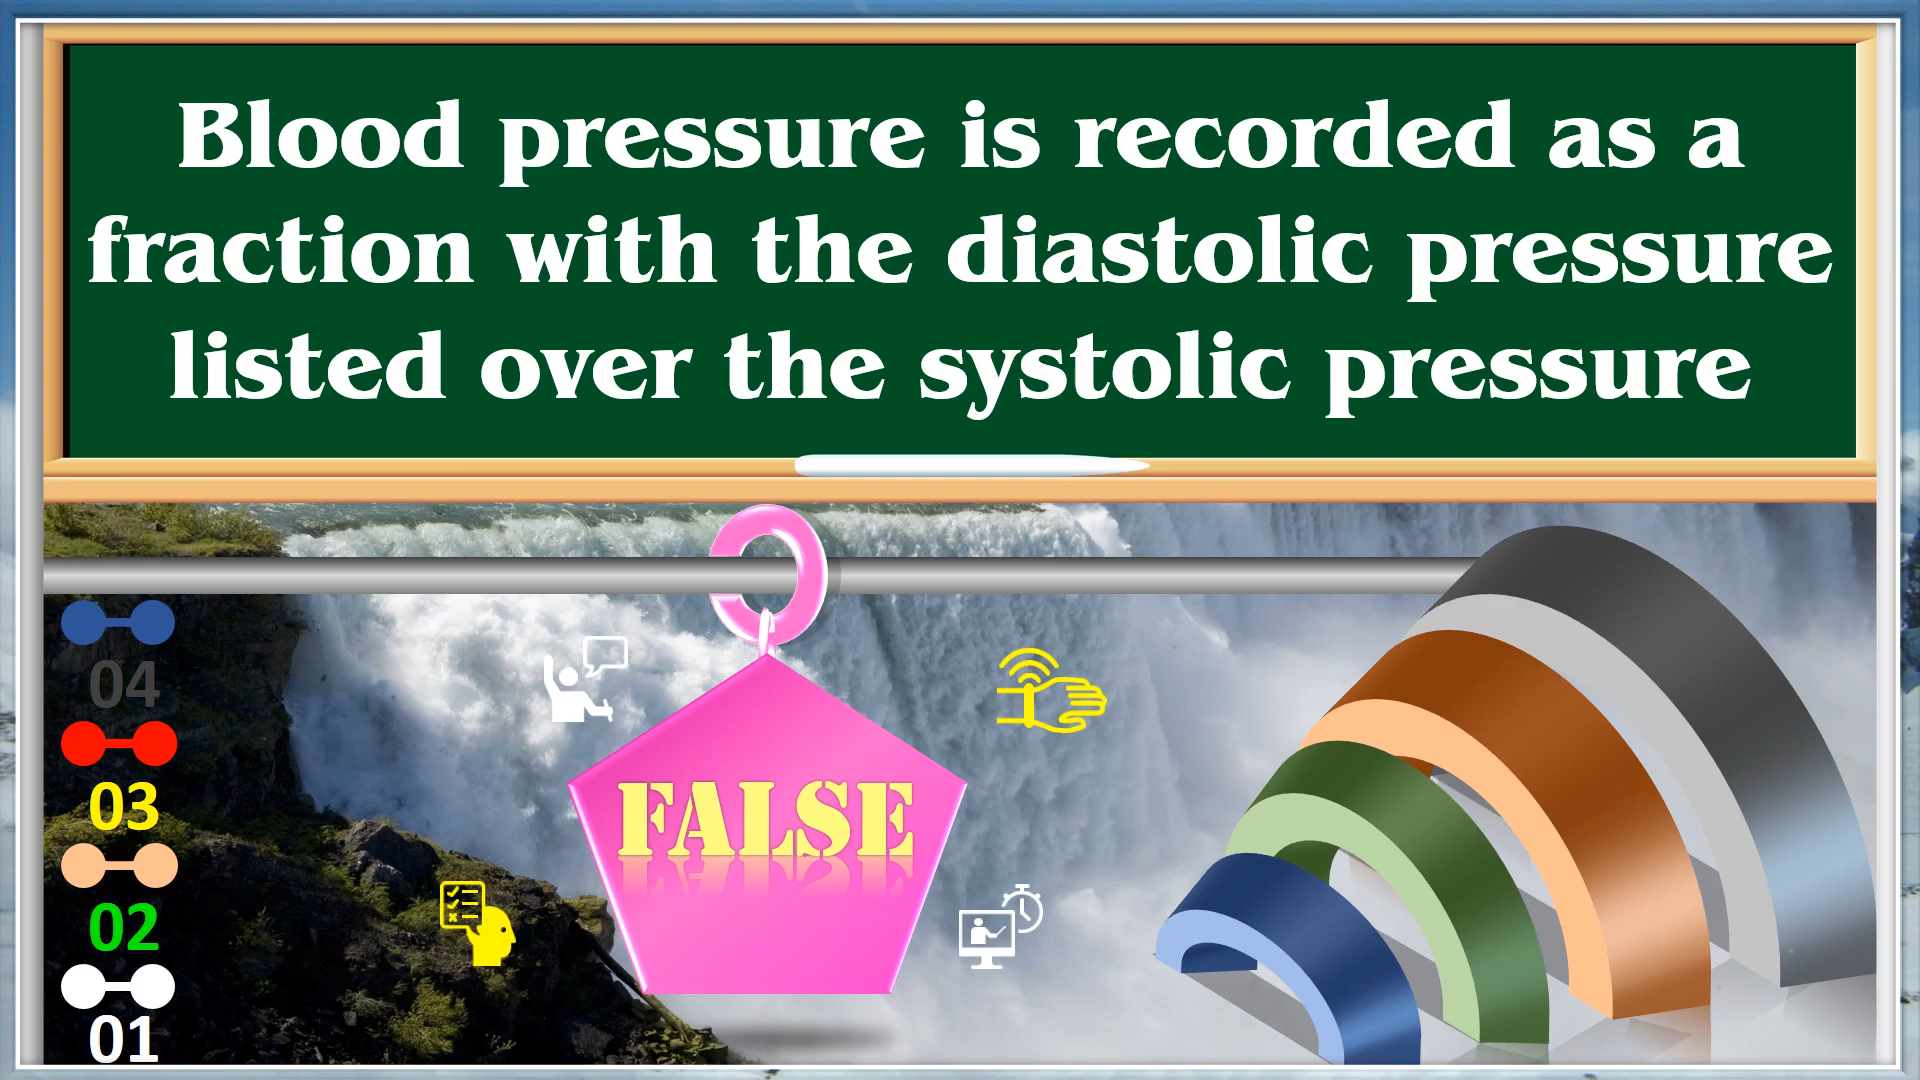 Blood pressure is recorded as a
fraction with the diastolic pressure
listed over the systolic pressure
FALSE
04
03
02
01